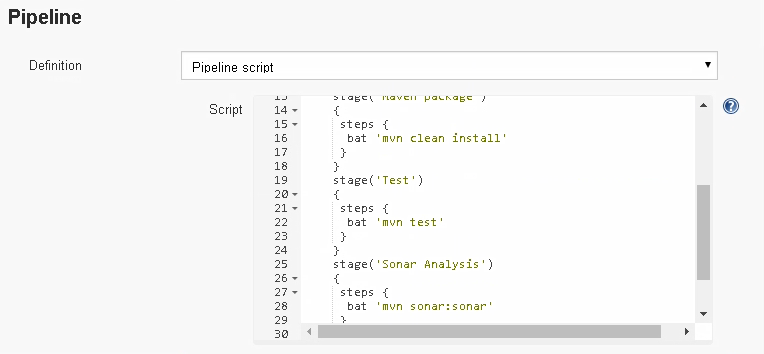 Pipeline
Definition
Pipeline script
Script
13 stage('Maven package')
14 {
15 steps {
16 bat 'mvn clean install'
17 }
18 }
19 stage('Test')
20 {
21 steps {
22 bat 'mvn test'
23 }
24 }
25 stage('Sonar Analysis')
26 {
27 steps {
28 bat 'mvn sonar:sonar'
29 }
30
?